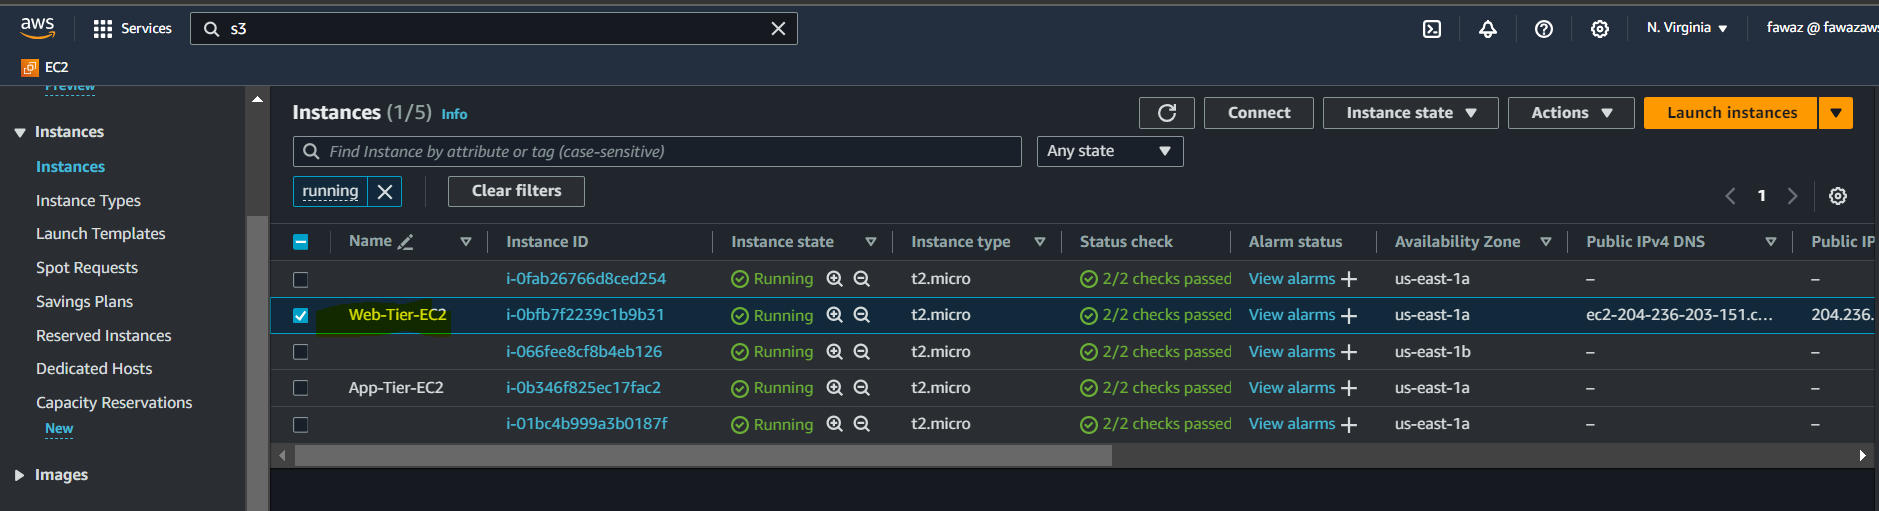 aws
Services
s3
N. Virginia
fawaz @ fawazaws
EC2
Preview
Instances
Instances
Instance Types
Launch Templates
Spot Requests
Savings Plans
Reserved Instances
Dedicated Hosts
Capacity Reservations
New
Images
Instances (1/5) Info
Connect
Instance state
Actions
Launch instances
Find Instance by attribute or tag (case-sensitive)
Any state
running
Clear filters
1
Name Instance ID Instance state Instance type Status check Alarm status Availability Zone Public IPv4 DNS Public IP
i-0fab26766d8ced254 Running t2.micro 2/2 checks passed View alarms + us-east-1a – –
Web-Tier-EC2 i-0bfb7f2239c1b9b31 Running t2.micro 2/2 checks passed View alarms + us-east-1a ec2-204-236-203-151.c... 204.236.
i-066fee8cf8b4eb126 Running t2.micro 2/2 checks passed View alarms + us-east-1b – –
App-Tier-EC2 i-0b346f825ec17fac2 Running t2.micro 2/2 checks passed View alarms + us-east-1a – –
i-01bc4b999a3b0187f Running t2.micro 2/2 checks passed View alarms + us-east-1a – –